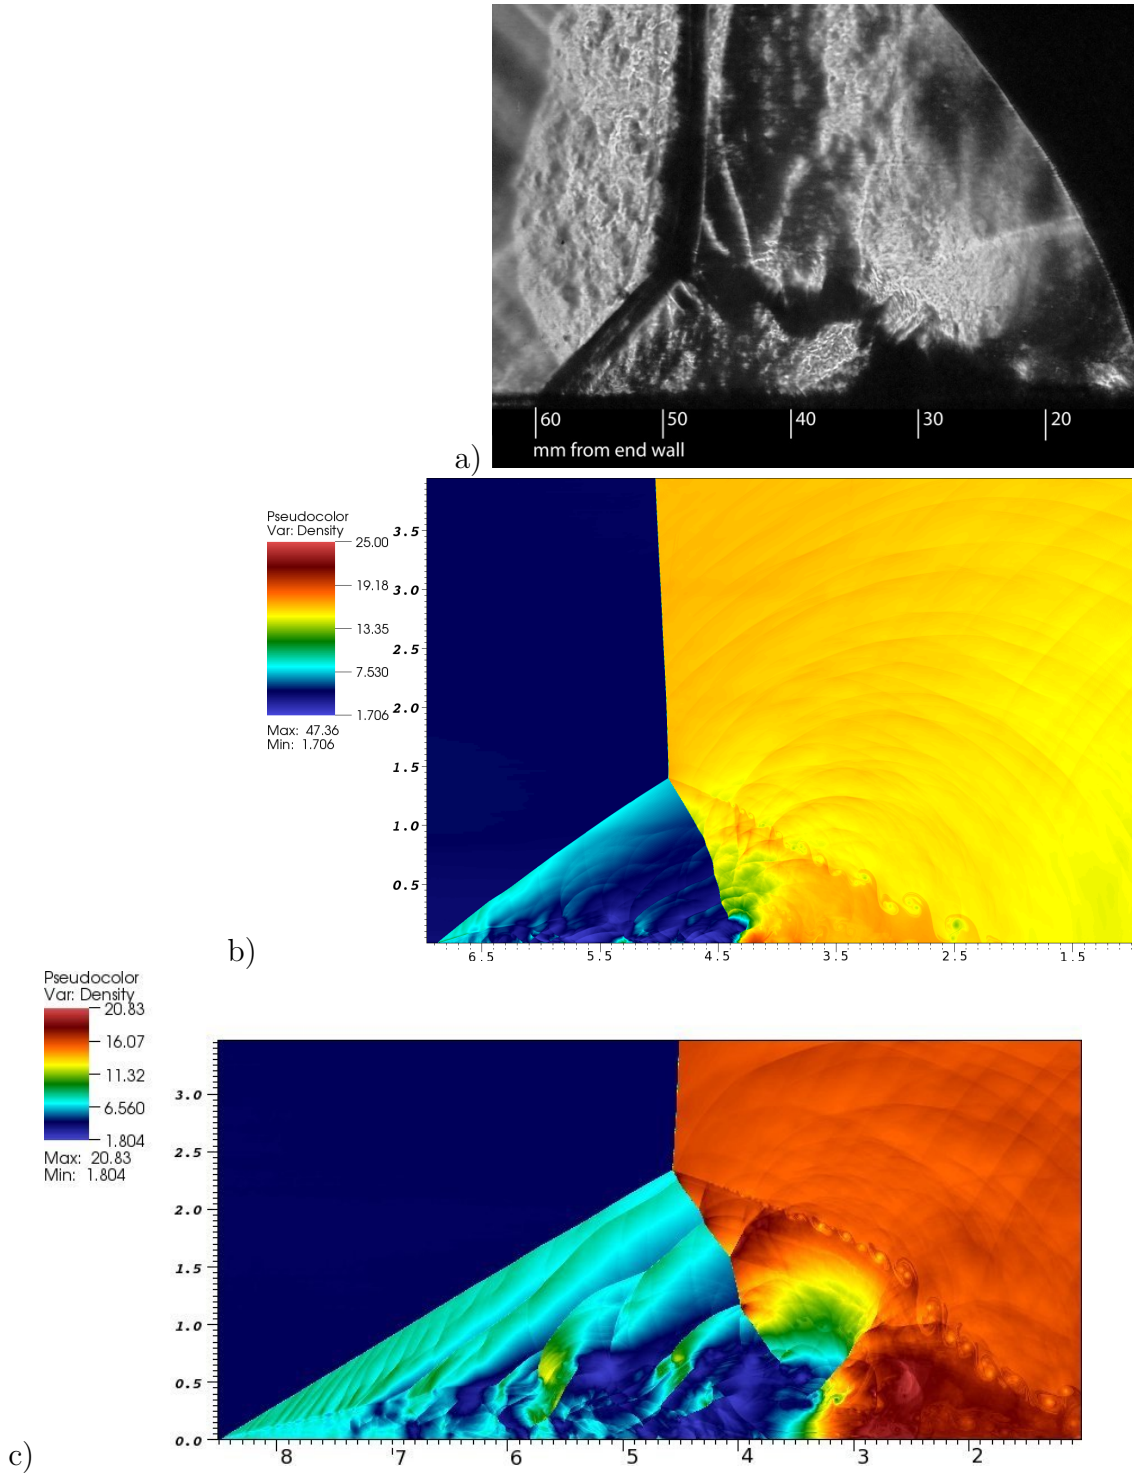 |60 |50 |40 |30 |20
mm from end wall
a)
Pseudocolor
Var: Density
25.00
19.18
13.35
7.530
1.706
Max: 47.36
Min: 1.706
3.5
3.0
2.5
2.0
1.5
1.0
0.5
6.5 5.5 4.5 3.5 2.5 1.5
b)
Pseudocolor
Var: Density
20.83
16.07
11.32
6.560
1.804
Max: 20.83
Min: 1.804
3.0
2.5
2.0
1.5
1.0
0.5
0.0
8 7 6 5 4 3 2
c)